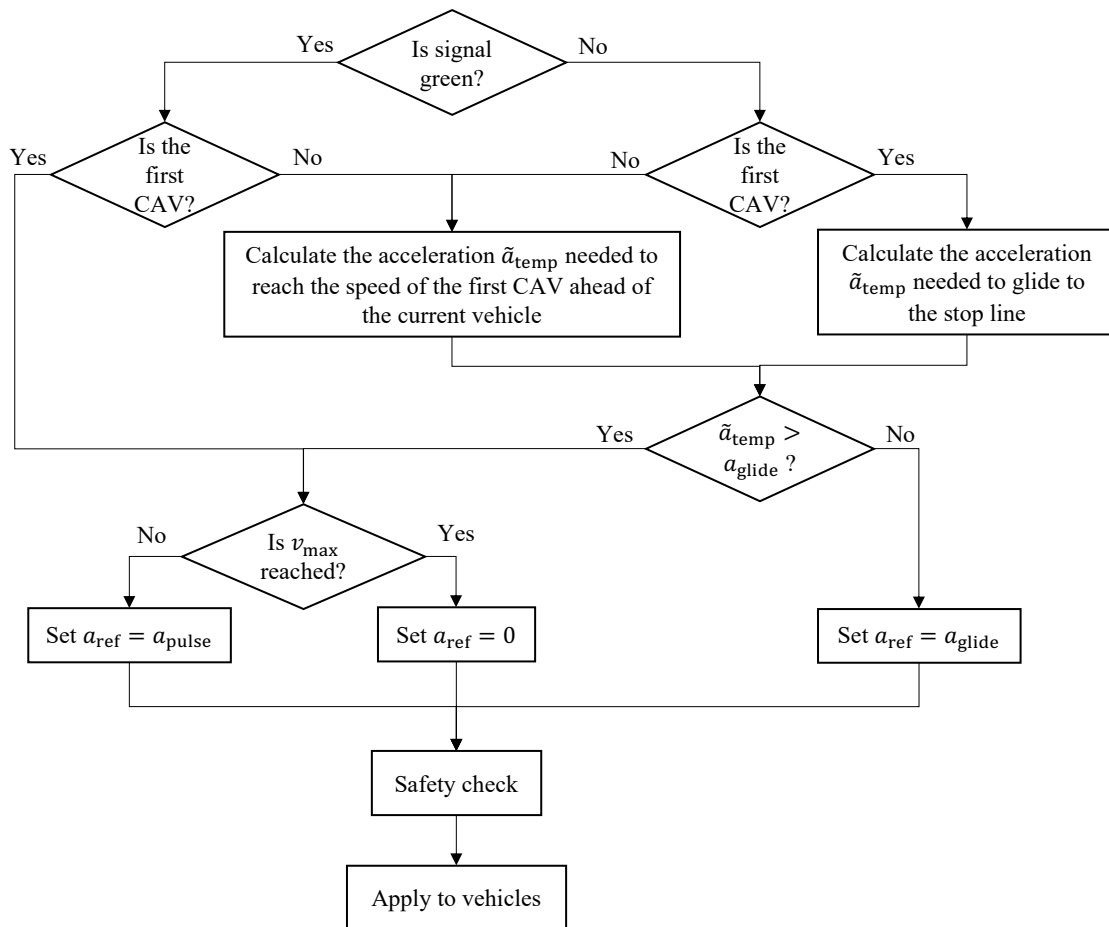 Yes
Is signal
green?
No
Yes
Is the
first
CAV?
No
No
Is the
first
CAV?
Yes
Calculate the acceleration ã_temp needed to
reach the speed of the first CAV ahead of
the current vehicle
Calculate the acceleration
ã_temp needed to glide to
the stop line
Yes
ã_temp >
a_glide ?
No
No
Is v_max
reached?
Yes
Set a_ref = a_pulse
Set a_ref = 0
Set a_ref = a_glide
Safety check
Apply to vehicles